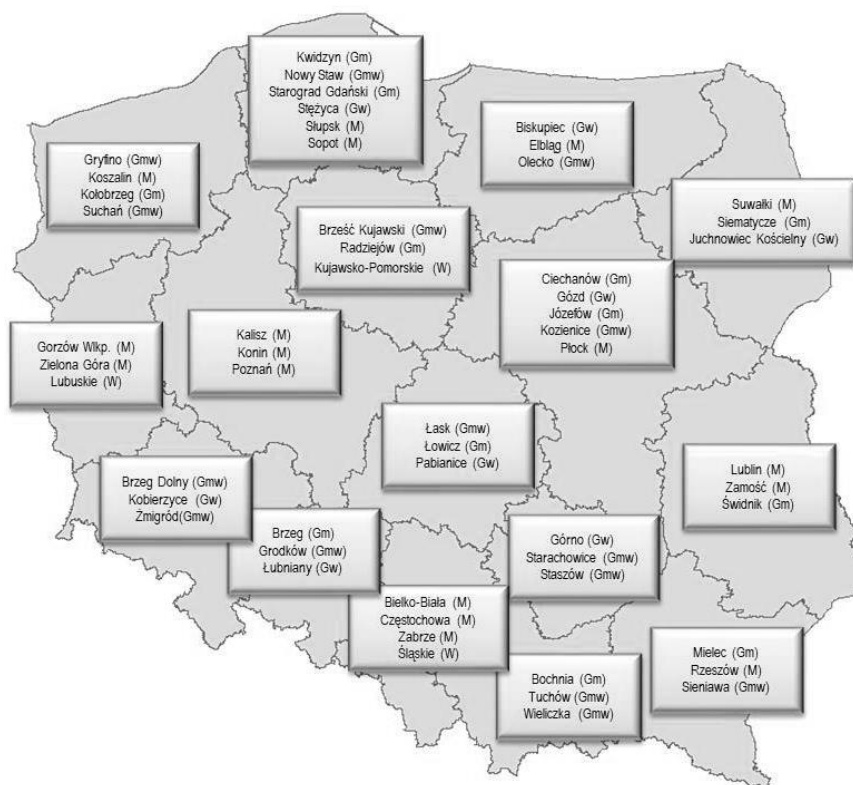 Kwidzyn (Gm)
Nowy Staw (Gmw)
Starograd Gdański (Gm)
Stężyca (Gw)
Słupsk (M)
Sopot (M)
Biskupiec (Gw)
Elbląg (M)
Olecko (Gmw)
Gryfino (Gmw)
Koszalin (M)
Kołobrzeg (Gm)
Suchań (Gmw)
Suwałki (M)
Siematycze (Gm)
Juchnowiec Kościelny (Gw)
Brześć Kujawski (Gmw)
Radziejów (Gm)
Kujawsko-Pomorskie (W)
Ciechanów (Gm)
Gózd (Gw)
Józefów (Gm)
Kozienice (Gmw)
Płock (M)
Gorzów Wlkp. (M)
Zielona Góra (M)
Lubuskie (W)
Kalisz (M)
Konin (M)
Poznań (M)
Łask (Gmw)
Łowicz (Gm)
Pabianice (Gw)
Lublin (M)
Zamość (M)
Świdnik (Gm)
Brzeg Dolny (Gmw)
Kobierzyce (Gw)
Żmigród(Gmw)
Brzeg (Gm)
Grodków (Gmw)
Łubniany (Gw)
Górno (Gw)
Starachowice (Gmw)
Staszów (Gmw)
Bielko-Biała (M)
Częstochowa (M)
Zabrze (M)
Śląskie (W)
Mielec (Gm)
Rzeszów (M)
Sieniawa (Gmw)
Bochnia (Gm)
Tuchów (Gmw)
Wieliczka (Gmw)